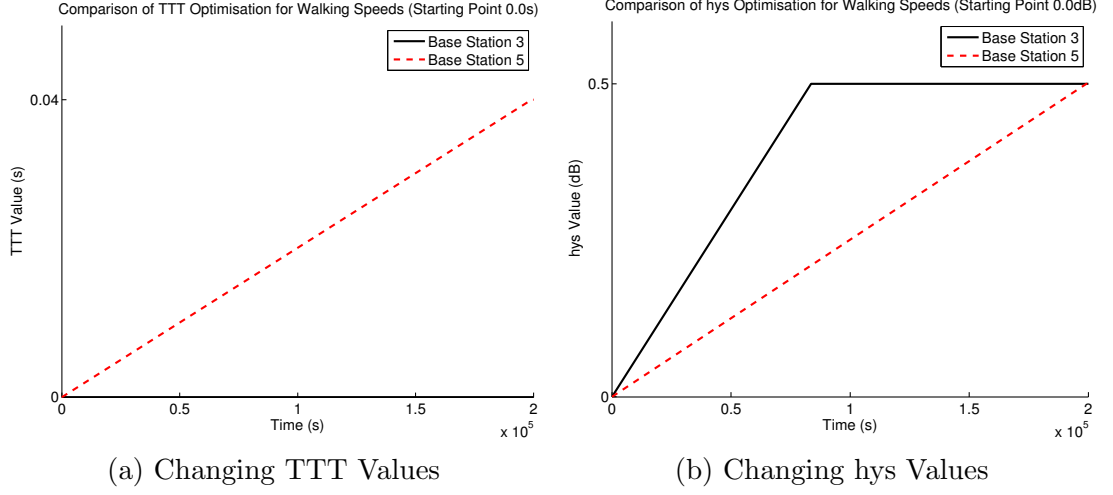 Comparison of TTT Optimisation for Walking Speeds (Starting Point 0.0s)
Base Station 3
Base Station 5
0.04
TTT Value (s)
0
0 0.5 1 1.5 2
Time (s)
x 10^5
(a) Changing TTT Values
Comparison of hys Optimisation for Walking Speeds (Starting Point 0.0dB)
Base Station 3
Base Station 5
0.5
hys Value (dB)
0
0 0.5 1 1.5 2
Time (s)
x 10^5
(b) Changing hys Values